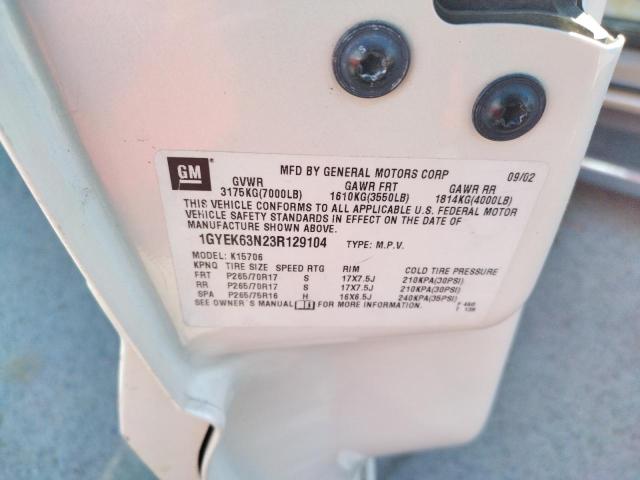 GM
MFD BY GENERAL MOTORS CORP 09/02
GVWR GAWR FRT GAWR RR
3175KG(7000LB) 1610KG(3550LB) 1814KG(4000LB)
THIS VEHICLE CONFORMS TO ALL APPLICABLE U.S. FEDERAL MOTOR
VEHICLE SAFETY STANDARDS IN EFFECT ON THE DATE OF
MANUFACTURE SHOWN ABOVE.
1GYEK63N23R129104 TYPE: M.P.V.
MODEL: K15706
KPNQ TIRE SIZE SPEED RTG RIM COLD TIRE PRESSURE
FRT P265/70R17 S 17X7.5J 210KPA(30PSI)
RR P265/70R17 S 17X7.5J 210KPA(30PSI)
SPA P265/75R16 H 16X6.5J 240KPA(35PSI)
SEE OWNER'S MANUAL FOR MORE INFORMATION.